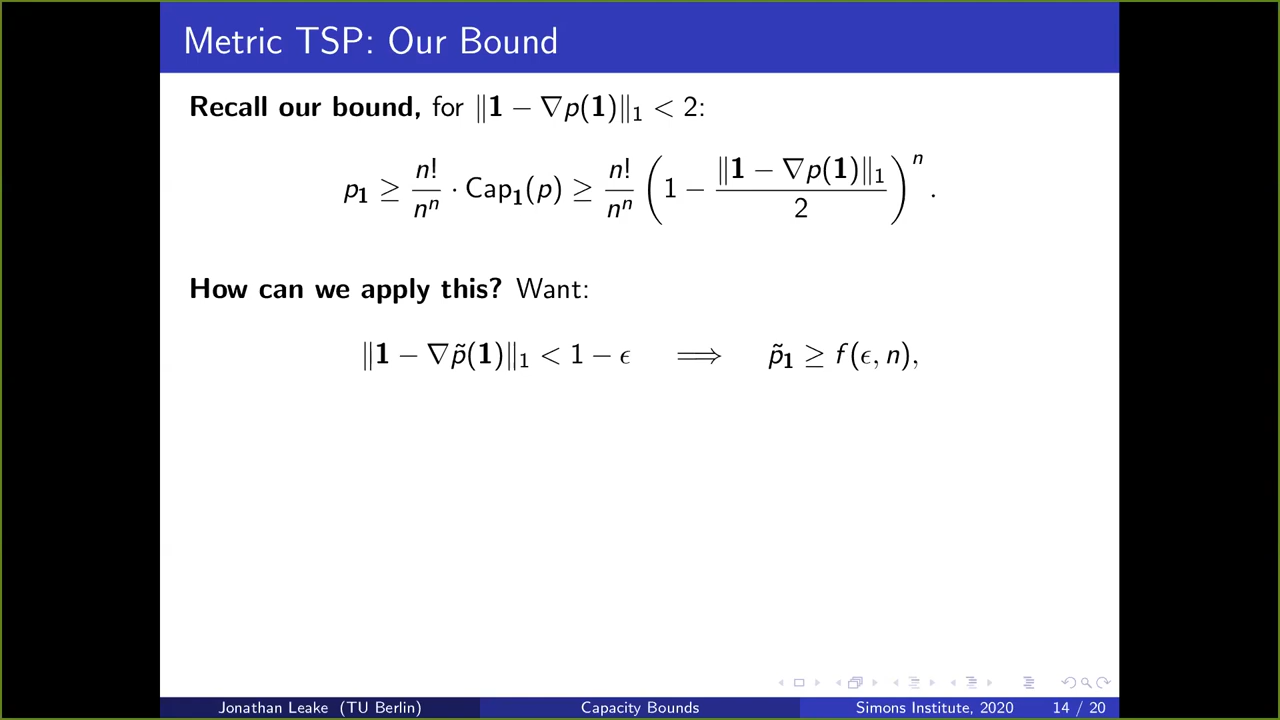 Metric TSP: Our Bound
Recall our bound, for ‖1 − ∇p(1)‖₁ < 2:
p₁ ≥ n!/nⁿ · Cap₁(p) ≥ n!/nⁿ (1 − ‖1 − ∇p(1)‖₁/2)ⁿ.
How can we apply this? Want:
‖1 − ∇p̃(1)‖₁ < 1 − ϵ ⟹ p̃₁ ≥ f(ϵ, n),
Jonathan Leake (TU Berlin) Capacity Bounds Simons Institute, 2020 14 / 20